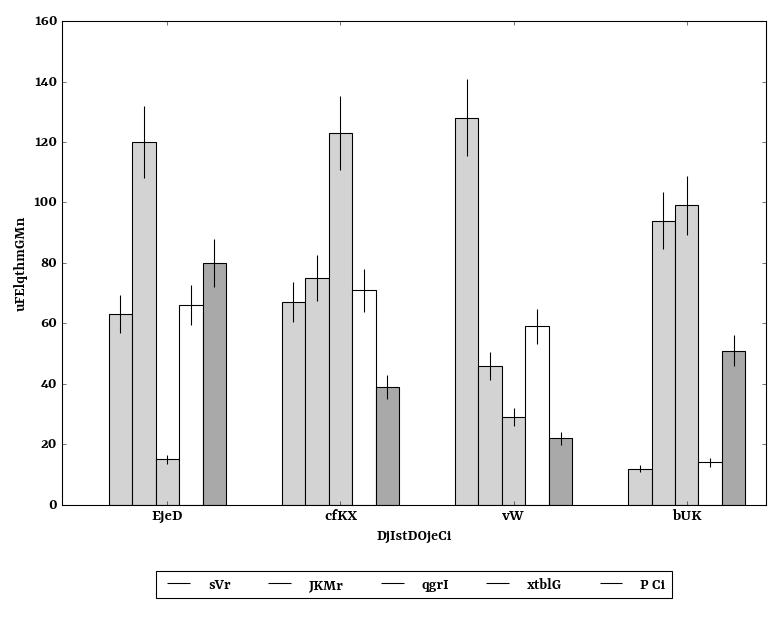 160
140
120
100
80
60
40
20
0
uFElqthmGMn
EjeD cfKX vW bUK
DjIstDOjeCi
sVr JKMr qgrI xtblG P Ci